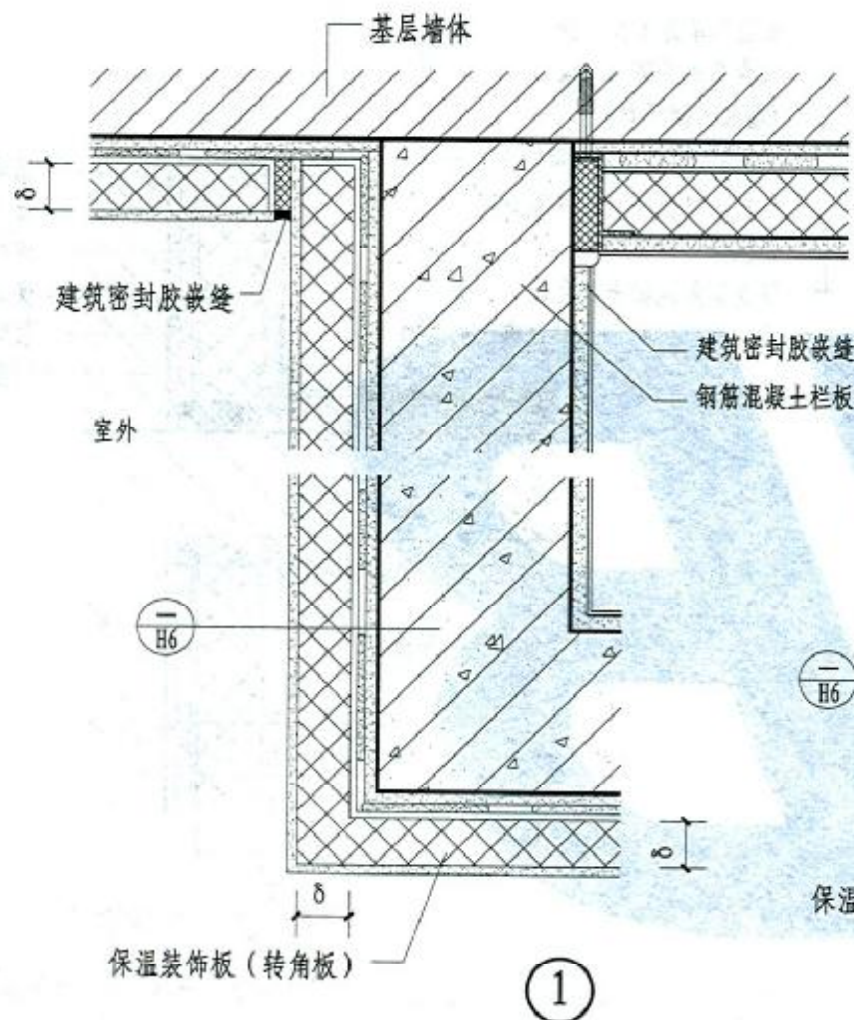 基层墙体
δ
建筑密封胶嵌缝
建筑密封胶嵌缝
钢筋混凝土栏板
室外
—
H6
—
H6
δ
δ
保温
保温装饰板（转角板）
1